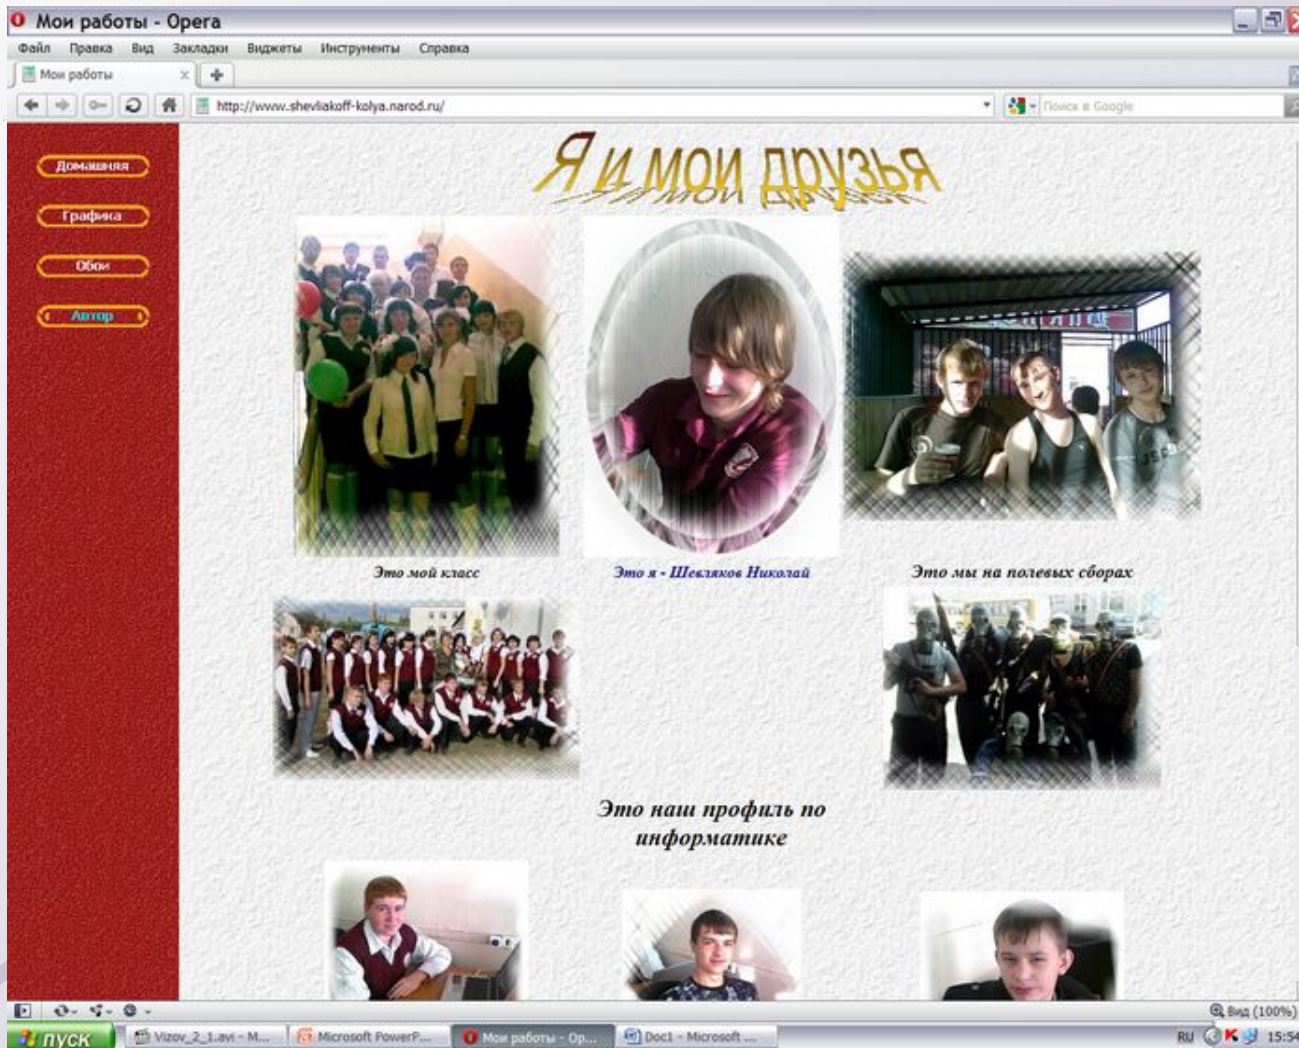 Мои работы - Opera
Файл Правка Вид Закладки Виджеты Инструменты Справка
Мои работы
http://www.shevliakoff-kolya.narod.ru/
Поиск в Google
Домашняя
Графика
Обои
Автор
Я и мои друзья
Это мой класс
Это я - Шевляков Николай
Это мы на полевых сборах
Это наш профиль по
информатике
Вид (100%)
пуск
Vizov_2_1.avi - M...
Microsoft PowerP...
Мои работы - Op...
Doc1 - Microsoft ...
RU
15:54